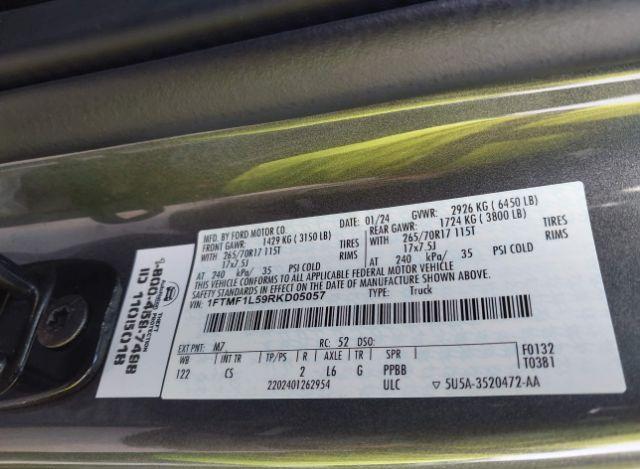 MFD. BY FORD MOTOR CO.
DATE: 01/24 GVWR: 2926 KG ( 6450 LB)
FRONT GAWR: 1429 KG ( 3150 LB)
REAR GAWR: 1724 KG ( 3800 LB)
WITH 265/70R17 115T TIRES
WITH 265/70R17 115T TIRES
17x7.5J RIMS
17x7.5J RIMS
AT 240 kPa/ 35 PSI COLD
AT 240 kPa/ 35 PSI COLD
THIS VEHICLE CONFORMS TO ALL APPLICABLE FEDERAL MOTOR VEHICLE
SAFETY STANDARDS IN EFFECT ON THE DATE OF MANUFACTURE SHOWN ABOVE.
VIN: 1FTMF1L59RKD05057
TYPE: Truck
EXT PNT: M7 RC: 52 DSO: F0132
WB INT TR TP/PS R AXLE TR SPR T0381
122 CS 2 L6 G PPBB
2202401262954 ULC ▽ 5U5A-3520472-AA
THEFT
PROTECTION
1-800-458-7498
ID 1105018